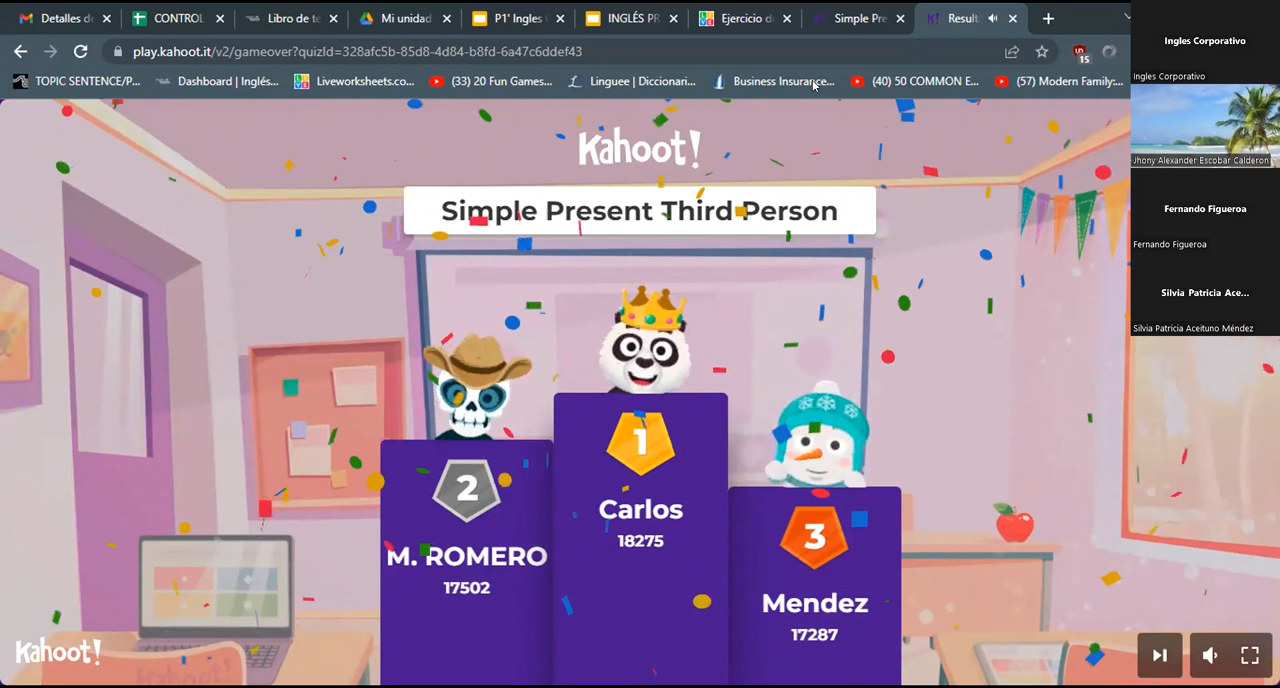 Detalles de
CONTROL
Libro de te
Mi unidad
P1' Ingles
INGLÉS PR
Ejercicio d
Simple Pre
Result
play.kahoot.it/v2/gameover?quizId=328afc5b-85d8-4d84-b8fd-6a47c6ddef43
15
TOPIC SENTENCE/P...
Dashboard | Inglés...
Liveworksheets.co...
(33) 20 Fun Games...
Linguee | Diccionari...
Business Insurance...
(40) 50 COMMON E...
(57) Modern Family:...
Ingles Corporativo
Ingles Corporativo
Jhony Alexander Escobar Calderon
Fernando Figueroa
Fernando Figueroa
Silvia Patricia Ace...
Silvia Patricia Aceituno Méndez
Kahoot!
Simple Present Third Person
2
M. ROMERO
17502
1
Carlos
18275
3
Mendez
17287
Kahoot!